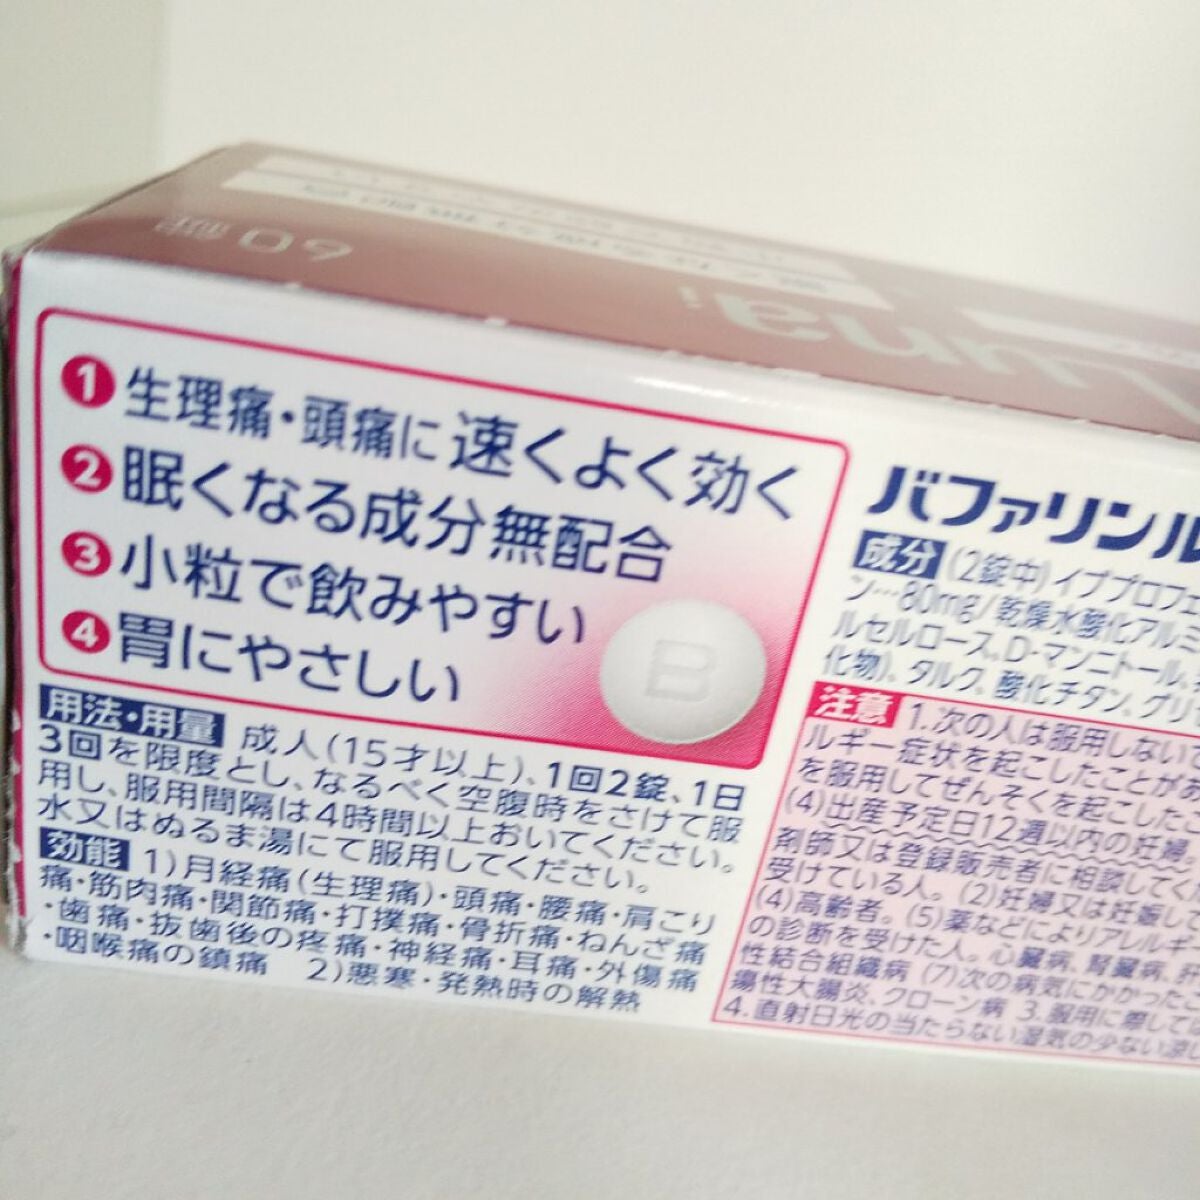 60錠
Luna
1 生理痛・頭痛に速くよく効く
2 眠くなる成分無配合
3 小粒で飲みやすい
4 胃にやさしい
B
用法・用量 成人(15才以上)、1回2錠、1日
3回を限度とし、なるべく空腹時をさけて服
用し、服用間隔は4時間以上おいてください。
水又はぬるま湯にて服用してください。
効能 1)月経痛(生理痛)・頭痛・腰痛・肩こり
痛・筋肉痛・関節痛・打撲痛・骨折痛・ねんざ痛
・歯痛・抜歯後の疼痛・神経痛・耳痛・外傷痛
・咽喉痛の鎮痛 2)悪寒・発熱時の解熱
バファリンル
成分 (2錠中)イブプロフェ
ン…80mg/乾燥水酸化アルミ
ルセルロース、D-マンニトール、
化物)、タルク、酸化チタン、グリ
注意 1.次の人は服用しない
ルギー症状を起こしたことがあ
を服用してぜんそくを起こしたこ
(4)出産予定日12週以内の妊婦。
剤師又は登録販売者に相談してく
受けている人。(2)妊婦又は妊娠して
(4)高齢者。(5)薬などによりアレルギ
の診断を受けた人。心臓病、腎臓病、肝
性結合組織病 (7)次の病気にかかったこ
瘍性大腸炎、クローン病 3.服用に際して
4.直射日光の当たらない湿気の少ない涼し